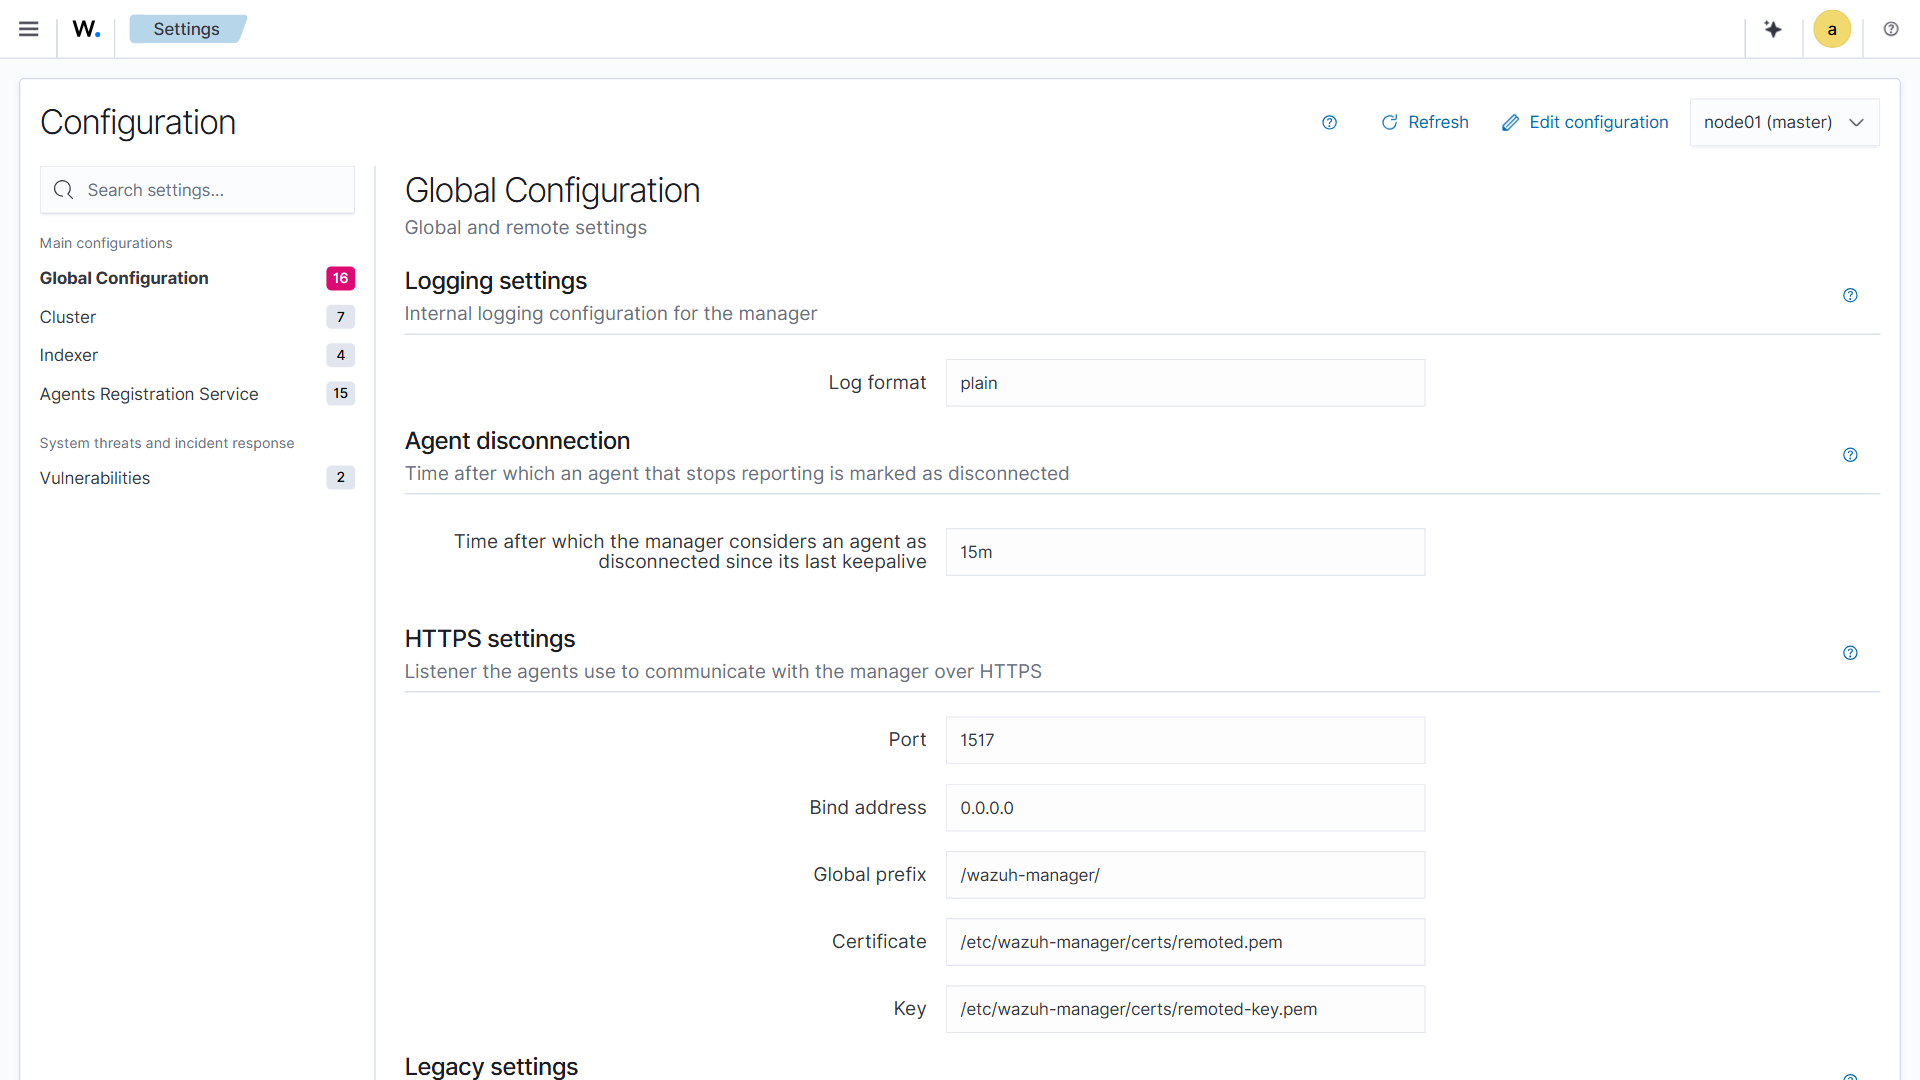 W.
Settings
a
Configuration
Refresh
Edit configuration
node01 (master)
Search settings...
Main configurations
Global Configuration
16
Cluster
7
Indexer
4
Agents Registration Service
15
System threats and incident response
Vulnerabilities
2
Global Configuration
Global and remote settings
Logging settings
Internal logging configuration for the manager
Log format
plain
Agent disconnection
Time after which an agent that stops reporting is marked as disconnected
Time after which the manager considers an agent as
disconnected since its last keepalive
15m
HTTPS settings
Listener the agents use to communicate with the manager over HTTPS
Port
1517
Bind address
0.0.0.0
Global prefix
/wazuh-manager/
Certificate
/etc/wazuh-manager/certs/remoted.pem
Key
/etc/wazuh-manager/certs/remoted-key.pem
Legacy settings